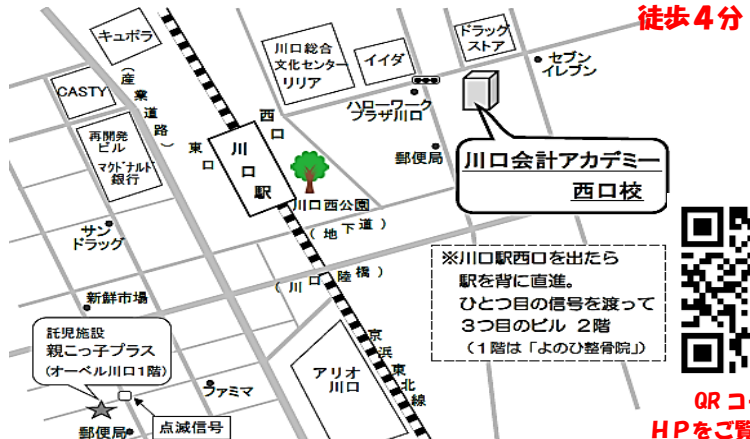 徒歩４分
キュポラ
CASTY
（産業道路）
再開発
ビル
マクドナルド
銀行
東口
川口駅
西口
川口総合
文化センター
リリア
イイダ
ドラッグ
ストア
セブン
イレブン
ハローワーク
プラザ川口
郵便局
川口会計アカデミー
西口校
川口西公園
（地下道）
（川口陸橋）
サン
ドラッグ
新鮮市場
託児施設
親こっ子プラス
(オーベル川口1階)
ファミマ
郵便局
点滅信号
アリオ
川口
京浜東北線
※川口駅西口を出たら
駅を背に直進。
ひとつ目の信号を渡って
３つ目のビル ２階
（１階は「よのひ整骨院」）
QRコ
ＨＰをご覧